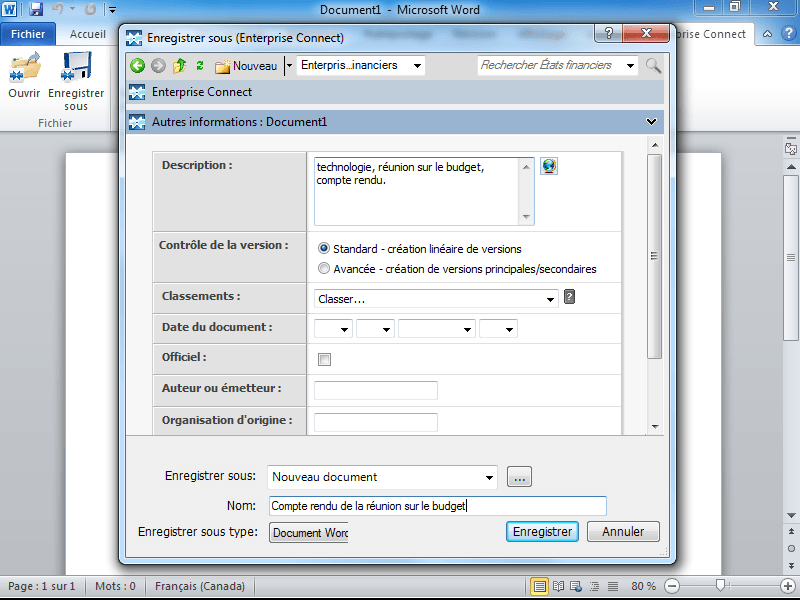 Document1 - Microsoft Word
Fichier
Accueil
prise Connect
Enregistrer sous (Enterprise Connect)
Nouveau
Enterpris...inanciers
Rechercher États financiers
Ouvrir
Enregistrer
sous
Fichier
Enterprise Connect
Autres informations : Document1
Description :
technologie, réunion sur le budget,
compte rendu.
Contrôle de la version :
Standard - création linéaire de versions
Avancée - création de versions principales/secondaires
Classements :
Classer...
?
Date du document :
Officiel :
Auteur ou émetteur :
Organisation d'origine :
Enregistrer sous:
Nouveau document
...
Nom:
Compte rendu de la réunion sur le budget
Enregistrer sous type:
Document Word
Enregistrer
Annuler
Page : 1 sur 1
Mots : 0
Français (Canada)
80 %